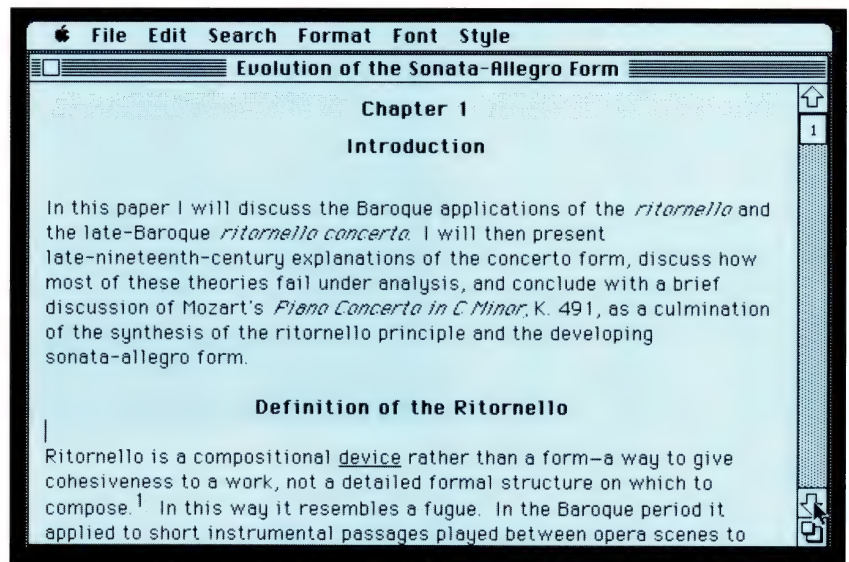 File Edit Search Format Font Style
Evolution of the Sonata-Allegro Form
Chapter 1
1
Introduction
In this paper I will discuss the Baroque applications of the ritornello and
the late-Baroque ritornello concerto. I will then present
late-nineteenth-century explanations of the concerto form, discuss how
most of these theories fail under analysis, and conclude with a brief
discussion of Mozart's Piano Concerto in C Minor, K. 491, as a culmination
of the synthesis of the ritornello principle and the developing
sonata-allegro form.
Definition of the Ritornello
Ritornello is a compositional device rather than a form—a way to give
cohesiveness to a work, not a detailed formal structure on which to
compose.1 In this way it resembles a fugue. In the Baroque period it
applied to short instrumental passages played between opera scenes to